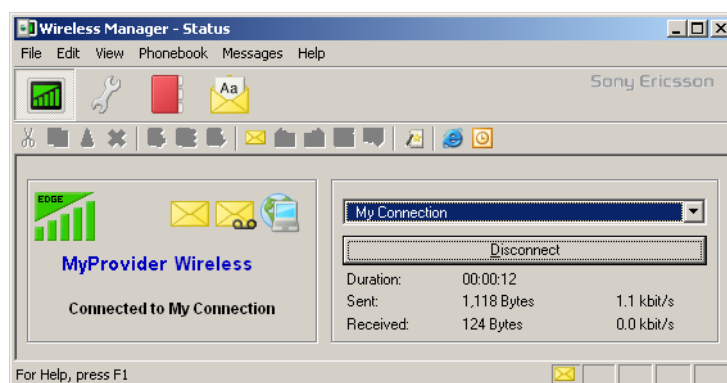 Wireless Manager - Status
File Edit View Phonebook Messages Help
Aa
Sony Ericsson
EDGE
MyProvider Wireless
Connected to My Connection
My Connection
Disconnect
Duration: 00:00:12
Sent: 1,118 Bytes 1.1 kbit/s
Received: 124 Bytes 0.0 kbit/s
For Help, press F1